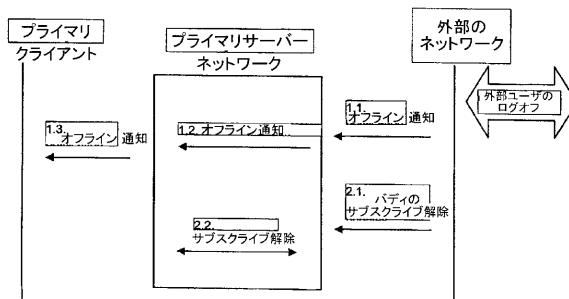 プライマリ
クライアント
プライマリサーバー
ネットワーク
外部の
ネットワーク
外部ユーザの
ログオフ
1.1.
オフライン 通知
1.2. オフライン通知
1.3.
オフライン 通知
2.1. バディの
サブスクライブ解除
2.2.
サブスクライブ解除